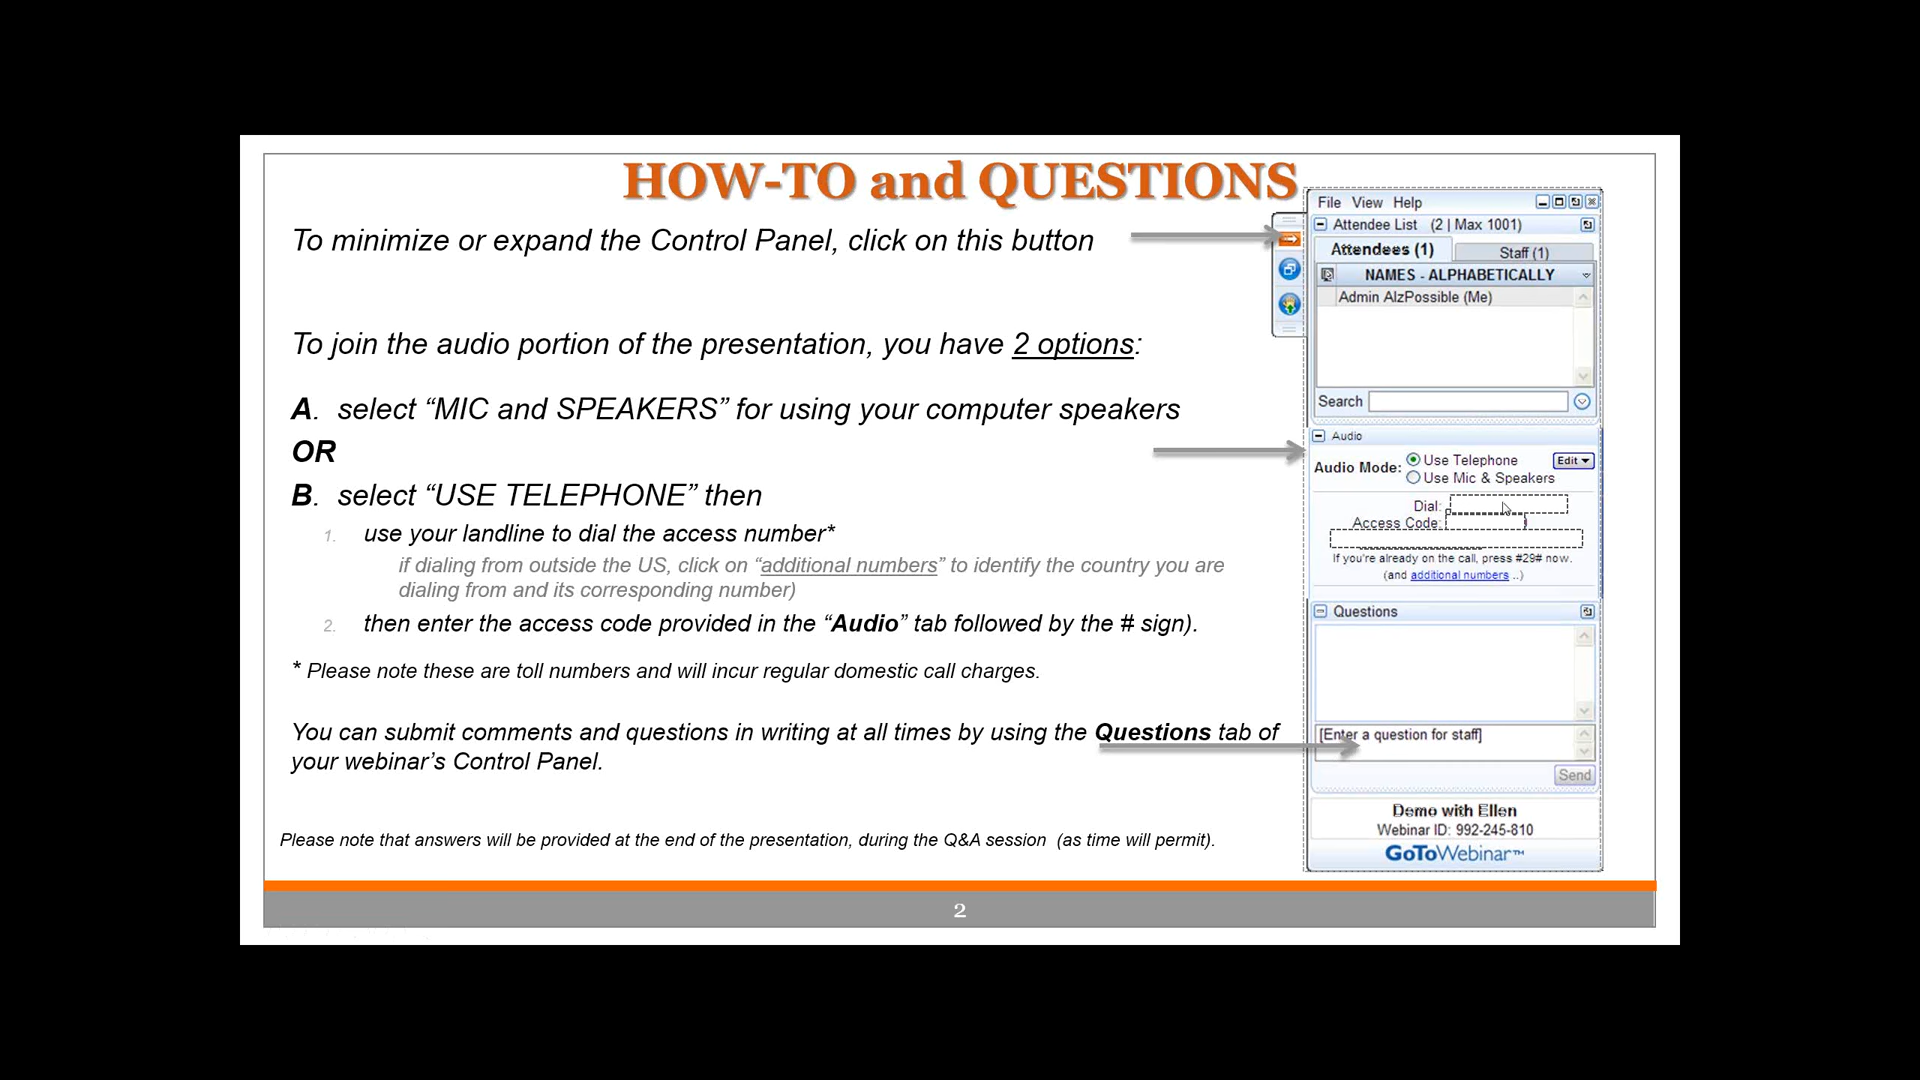 HOW-TO and QUESTIONS
To minimize or expand the Control Panel, click on this button
To join the audio portion of the presentation, you have 2 options:
A. select “MIC and SPEAKERS” for using your computer speakers
OR
B. select “USE TELEPHONE” then
1. use your landline to dial the access number*
if dialing from outside the US, click on “additional numbers” to identify the country you are
dialing from and its corresponding number)
2. then enter the access code provided in the “Audio” tab followed by the # sign).
* Please note these are toll numbers and will incur regular domestic call charges.
You can submit comments and questions in writing at all times by using the Questions tab of
your webinar’s Control Panel.
Please note that answers will be provided at the end of the presentation, during the Q&A session (as time will permit).
File View Help
Attendee List (2 | Max 1001)
Attendees (1) Staff (1)
NAMES - ALPHABETICALLY
Admin AlzPossible (Me)
Search
Audio
Audio Mode: Use Telephone Edit
Use Mic & Speakers
Dial:
Access Code:
If you're already on the call, press #29# now.
(and additional numbers ..)
Questions
[Enter a question for staff]
Send
Demo with Ellen
Webinar ID: 992-245-810
GoToWebinar™
2